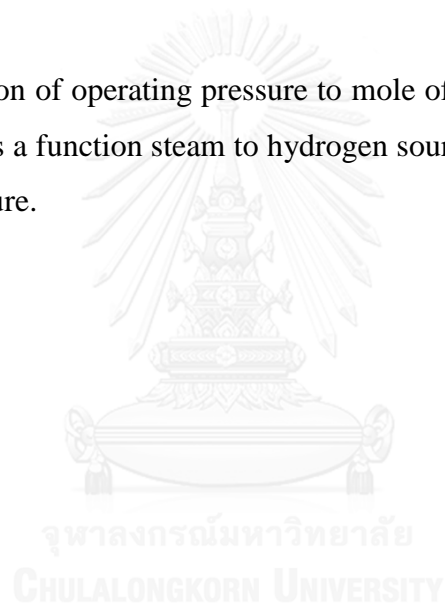 on of operating pressure to mole of
s a function steam to hydrogen sour
ure.
จุฬาลงกรณ์มหาวิทยาลัย
CHULALONGKORN UNIVERSITY